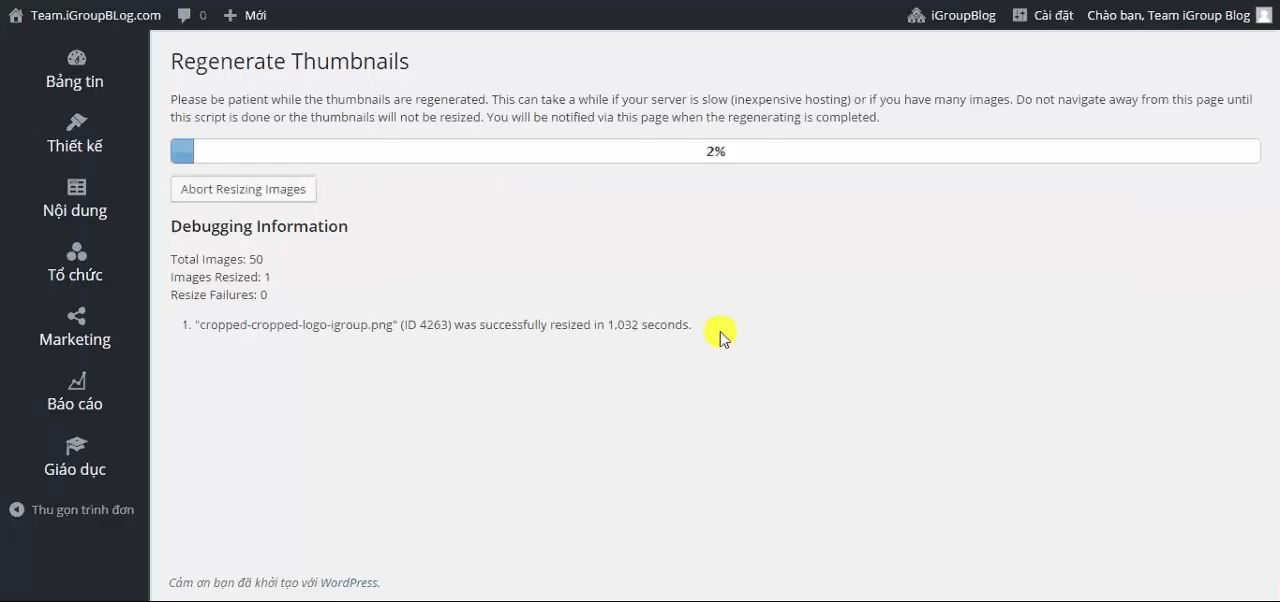 Team.iGroupBLog.com 0 Mới iGroupBlog Cài đặt Chào bạn, Team iGroup Blog
Bảng tin
Thiết kế
Nội dung
Tổ chức
Marketing
Báo cáo
Giáo dục
Thu gọn trình đơn
Regenerate Thumbnails
Please be patient while the thumbnails are regenerated. This can take a while if your server is slow (inexpensive hosting) or if you have many images. Do not navigate away from this page until
this script is done or the thumbnails will not be resized. You will be notified via this page when the regenerating is completed.
2%
Abort Resizing Images
Debugging Information
Total Images: 50
Images Resized: 1
Resize Failures: 0
1. "cropped-cropped-logo-igroup.png" (ID 4263) was successfully resized in 1,032 seconds.
Cảm ơn bạn đã khởi tạo với WordPress.